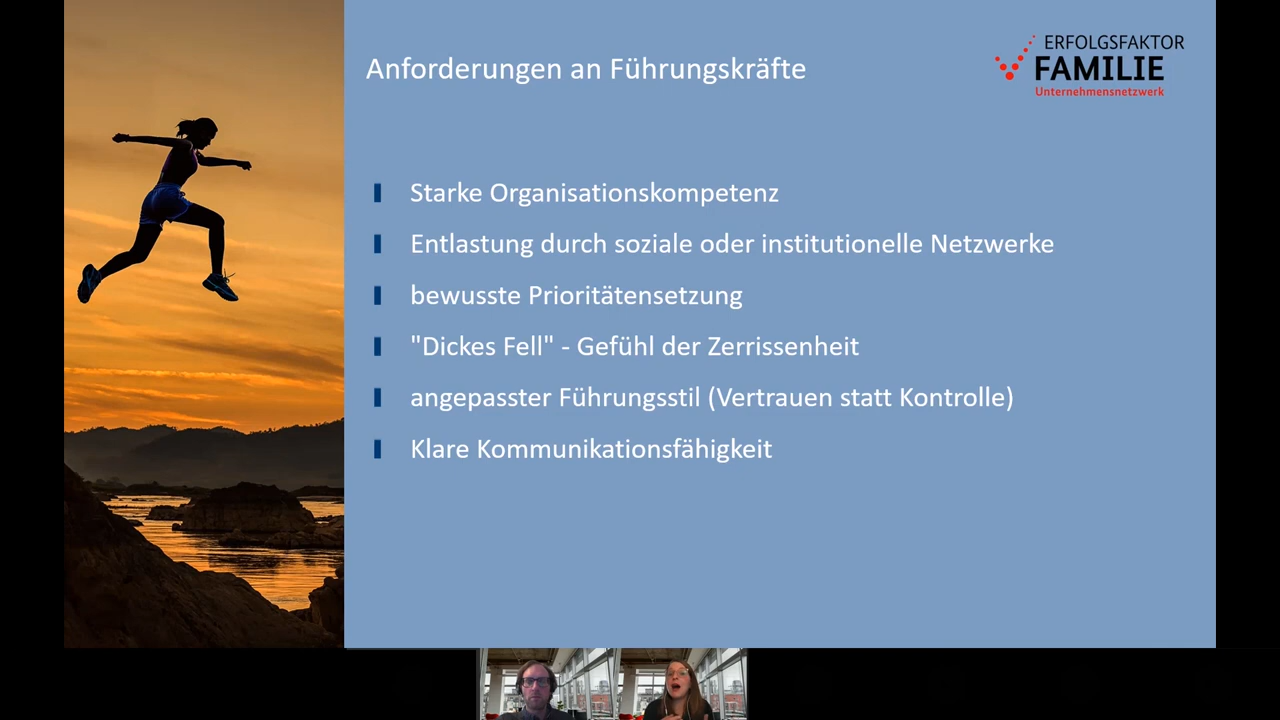 Anforderungen an Führungskräfte
ERFOLGSFAKTOR
FAMILIE
Unternehmensnetzwerk
Starke Organisationskompetenz
Entlastung durch soziale oder institutionelle Netzwerke
bewusste Prioritätensetzung
"Dickes Fell" - Gefühl der Zerrissenheit
angepasster Führungsstil (Vertrauen statt Kontrolle)
Klare Kommunikationsfähigkeit